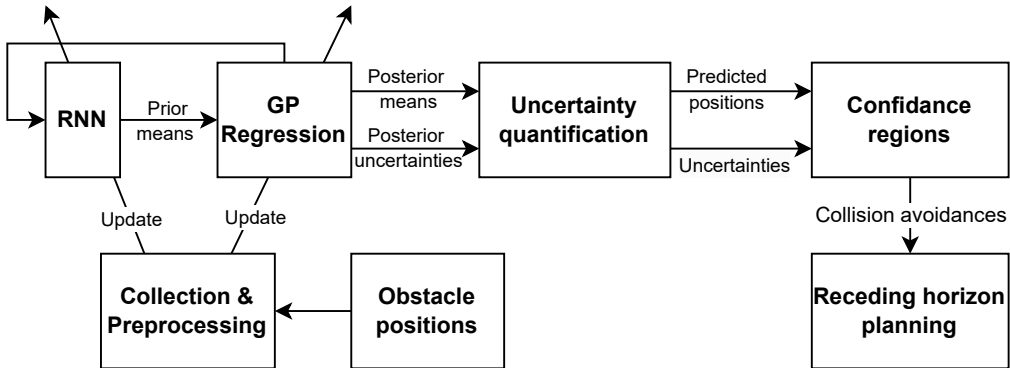 RNN
Prior
means
GP
Regression
Posterior
means
Posterior
uncertainties
Uncertainty
quantification
Predicted
positions
Uncertainties
Confidance
regions
Update
Update
Collision avoidances
Collection &
Preprocessing
Obstacle
positions
Receding horizon
planning